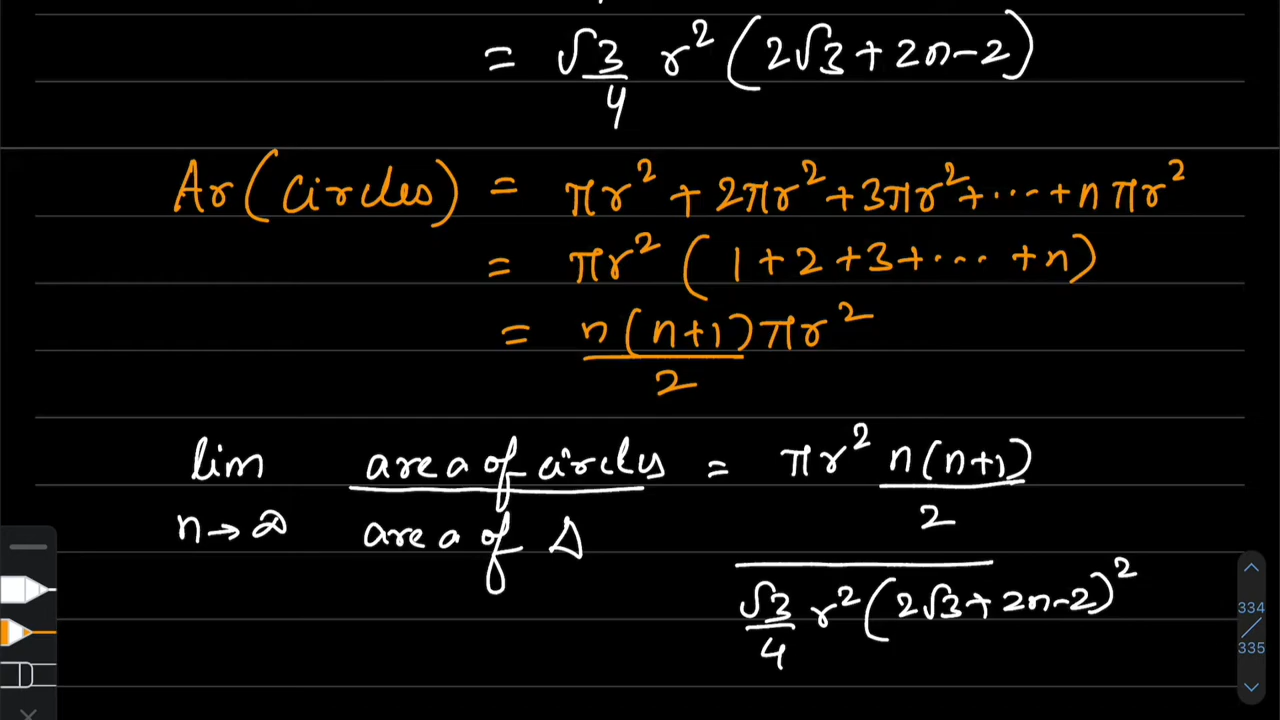 = √3/4 r² (2√3 + 2n - 2)
Ar(circles) = πr² + 2πr² + 3πr² + ... + nπr²
= πr² (1 + 2 + 3 + ... + n)
= n(n+1)/2 πr²
lim n→∞ area of circles / area of Δ = πr² n(n+1)/2 / √3/4 r² (2√3 + 2n - 2)²
334
335